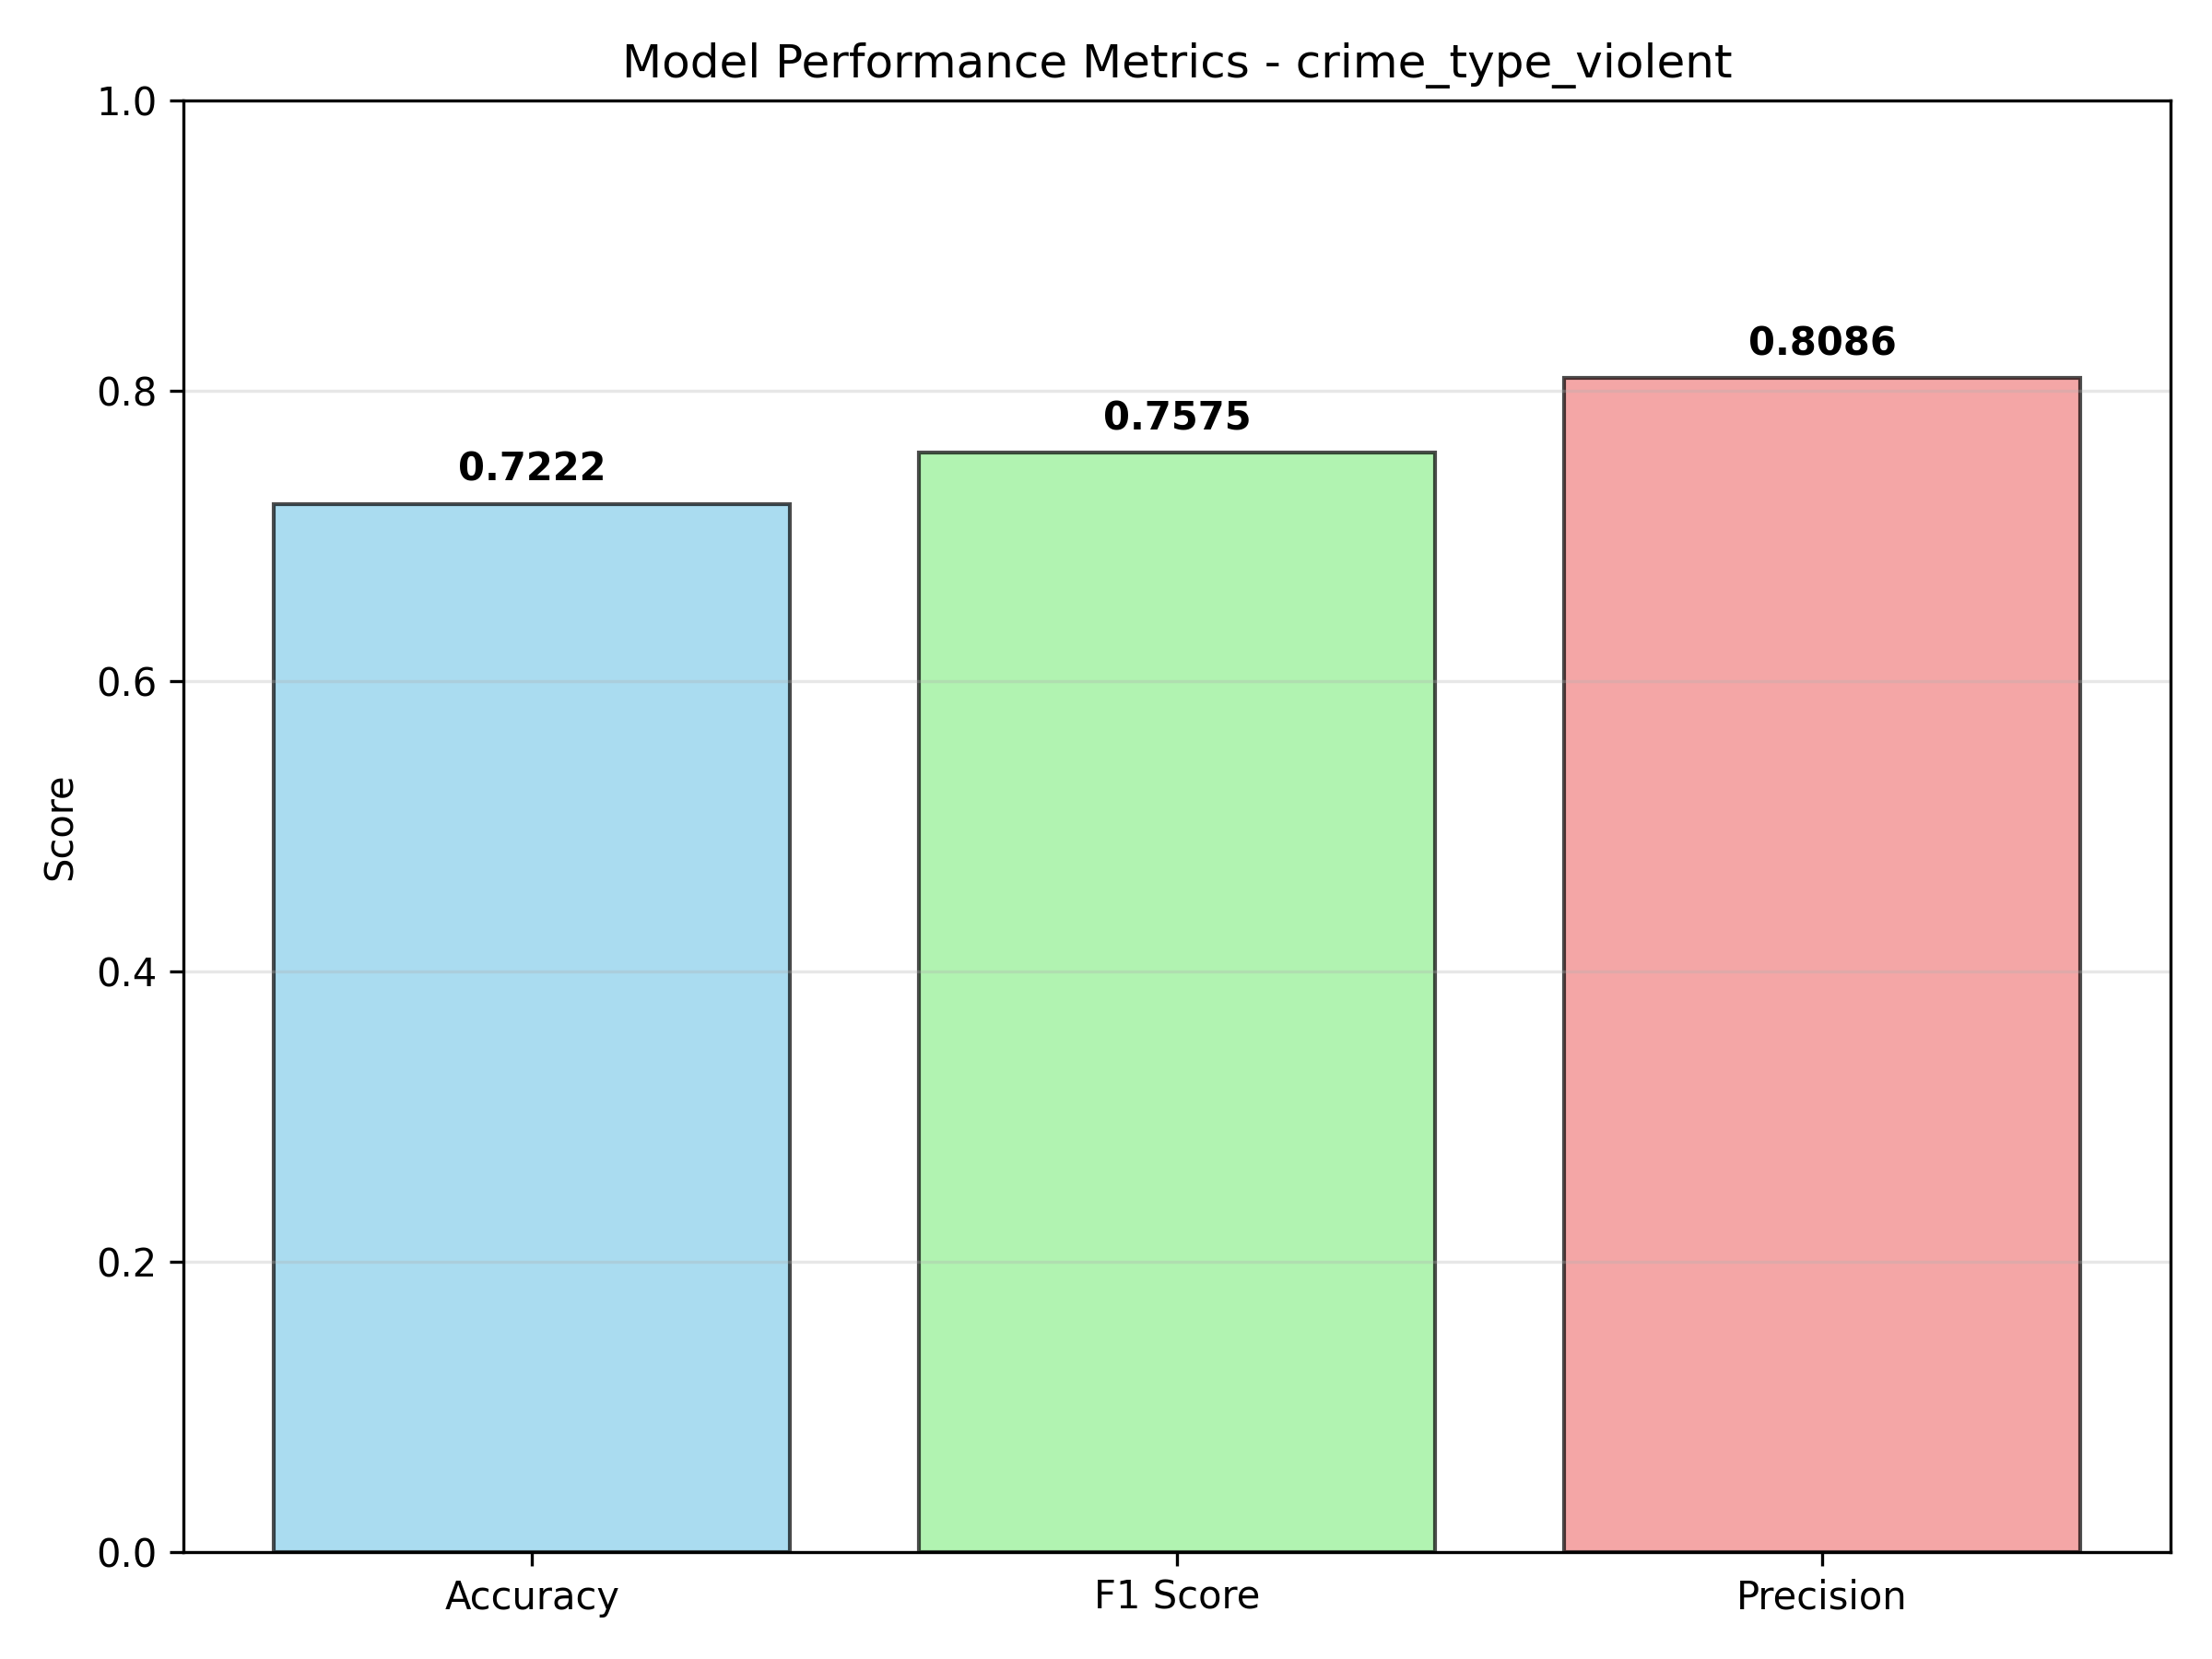 Model Performance Metrics - crime_type_violent
1.0
0.8
0.6
0.4
0.2
0.0
Score
0.7222
0.7575
0.8086
Accuracy
F1 Score
Precision